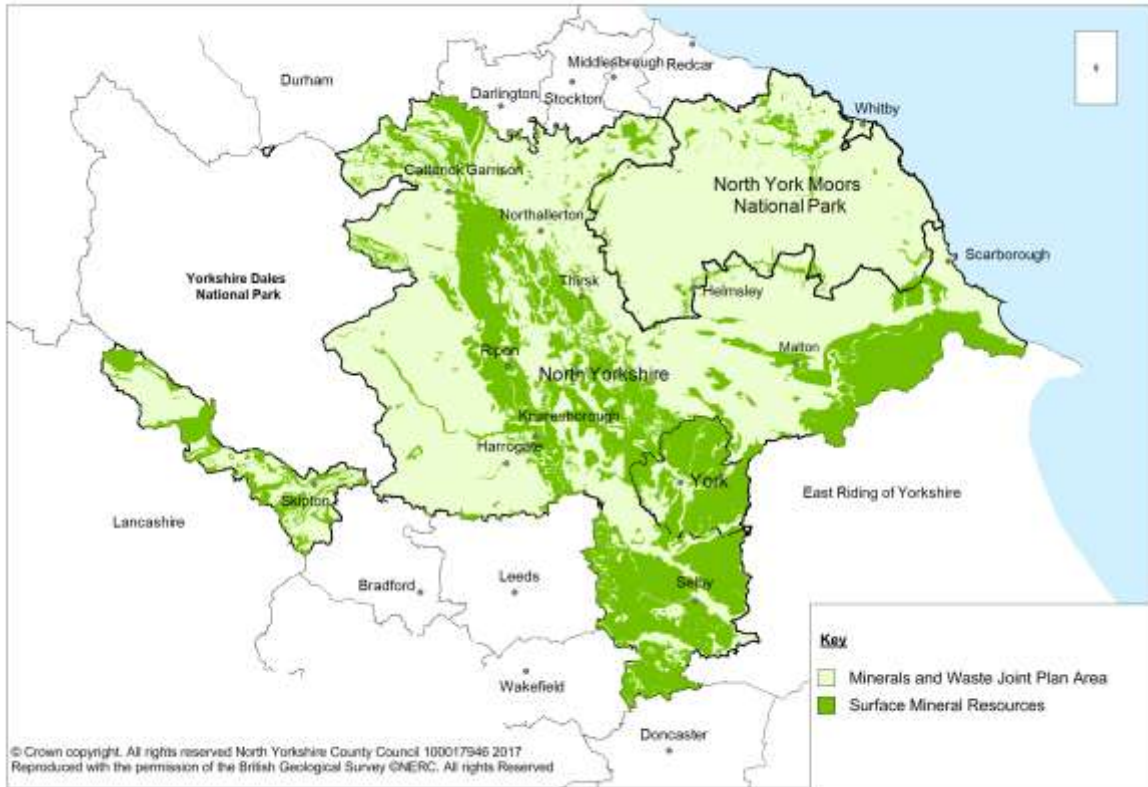 Durham
Middlesbrough
Redcar
Darlington
Stockton
Whitby
Catterick Garrison
North York Moors
National Park
Northallerton
Scarborough
Yorkshire Dales
National Park
Thirsk
Helmsley
Malton
Ripon
North Yorkshire
Knaresborough
Harrogate
York
Skipton
East Riding of Yorkshire
Lancashire
Bradford
Leeds
Selby
Key
Minerals and Waste Joint Plan Area
Surface Mineral Resources
Wakefield
Doncaster
© Crown copyright. All rights reserved North Yorkshire County Council 100017946 2017
Reproduced with the permission of the British Geological Survey ©NERC. All rights Reserved